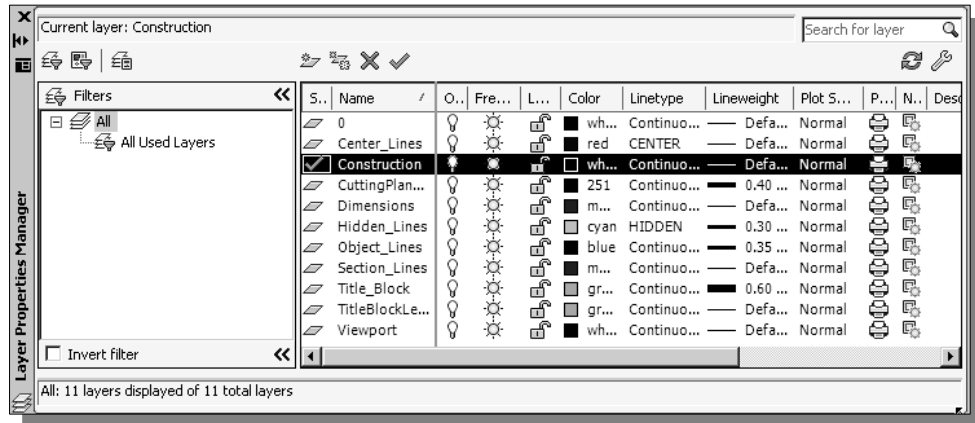 Current layer: Construction
Search for layer
Filters
All
All Used Layers
Invert filter
S.. Name / O.. Fre... L... Color Linetype Lineweight Plot S... P... N.. Desc
0 wh... Continuo... Defa... Normal
Center_Lines red CENTER Defa... Normal
Construction wh... Continuo... Defa... Normal
CuttingPlan... 251 Continuo... 0.40 ... Normal
Dimensions m... Continuo... Defa... Normal
Hidden_Lines cyan HIDDEN 0.30 ... Normal
Object_Lines blue Continuo... 0.35 ... Normal
Section_Lines m... Continuo... Defa... Normal
Title_Block gr... Continuo... 0.60 ... Normal
TitleBlockLe... gr... Continuo... Defa... Normal
Viewport wh... Continuo... Defa... Normal
All: 11 layers displayed of 11 total layers
Layer Properties Manager